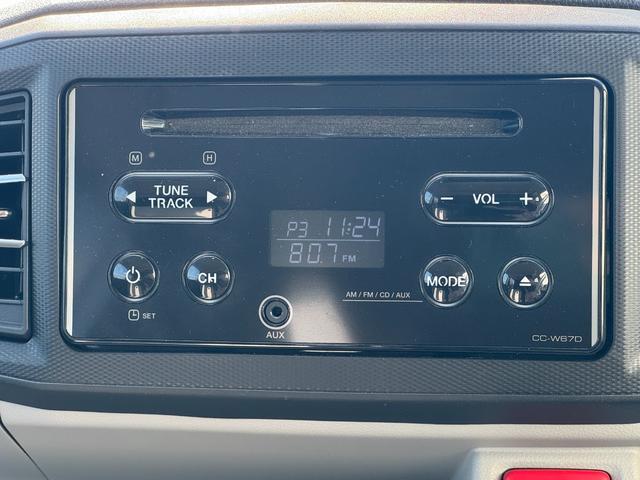 M H
TUNE
TRACK
− VOL +
P3 11:24
80.7 FM
CH
MODE
AM / FM / CD / AUX
SET
AUX
CC-W67D